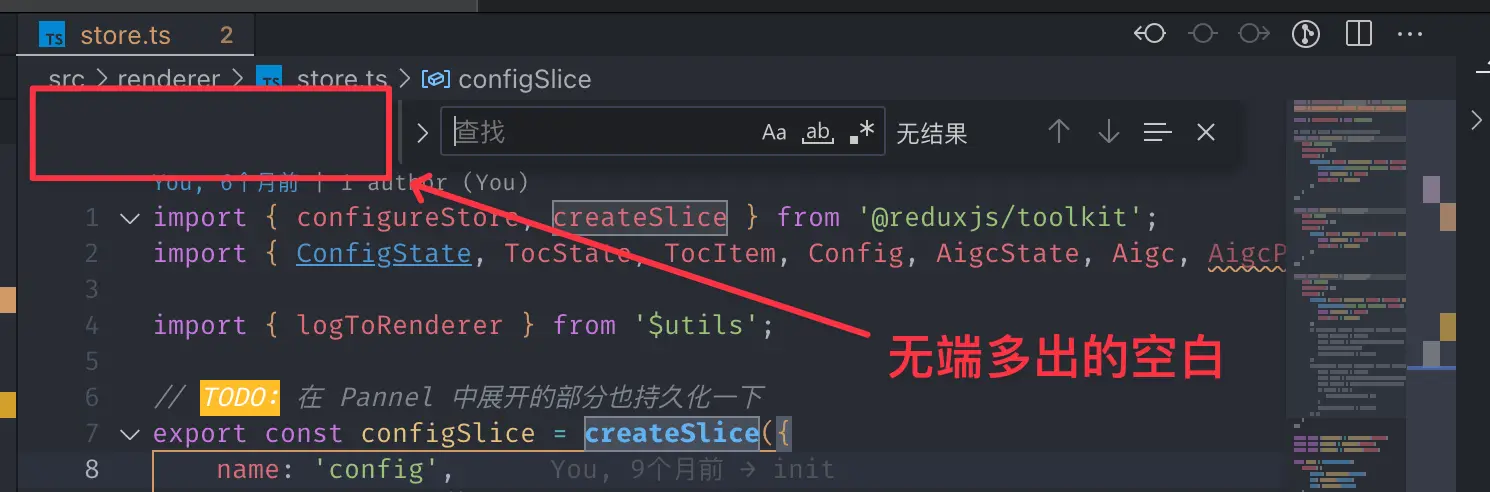 TS store.ts 2
src > renderer > TS store.ts > configSlice
查找 Aa ab .* 无结果
You, 6个月前 | 1 author (You)
1 import { configureStore, createSlice } from '@reduxjs/toolkit';
2 import { ConfigState, TocState, TocItem, Config, AigcState, Aigc, AigcP
3
4 import { logToRenderer } from '$utils';
无端多出的空白
5
6 // TODO: 在 Pannel 中展开的部分也持久化一下
7 export const configSlice = createSlice({
8 name: 'config', You, 9个月前 → init